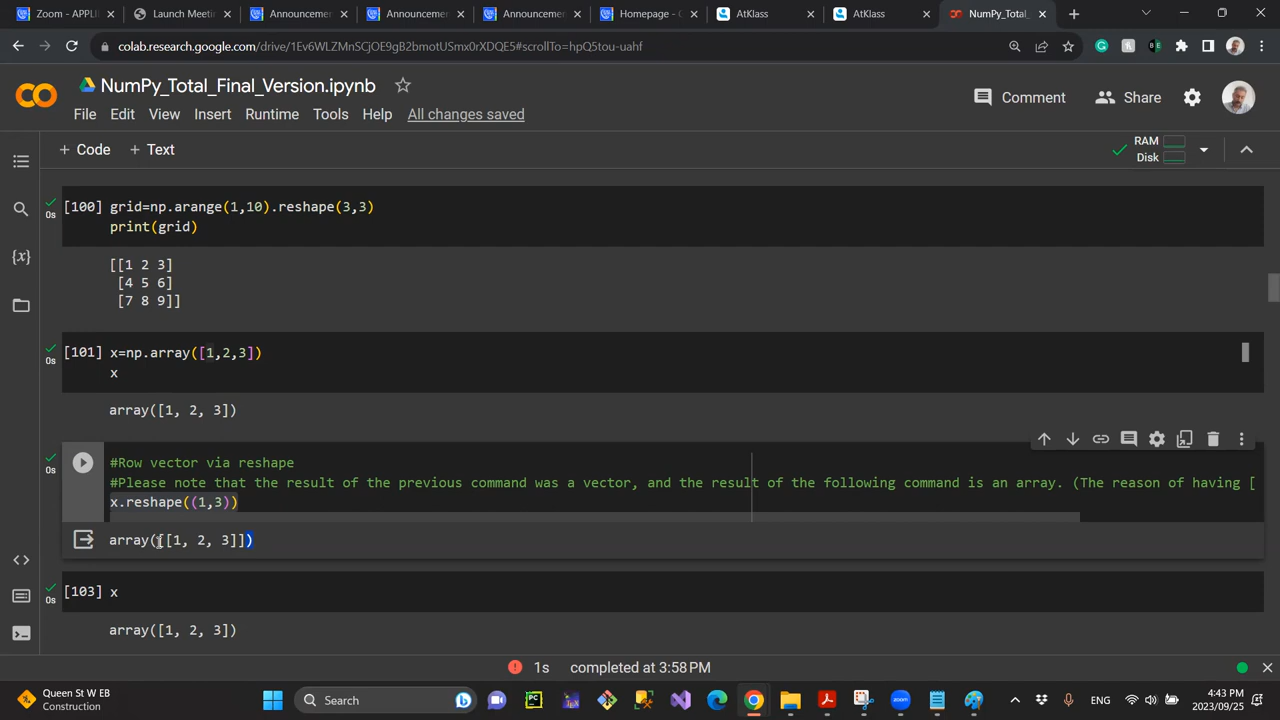 Zoom - APPLI
Launch Meeti
Announcemen
Announcemen
Announcemen
Homepage - C
AtKlass
AtKlass
NumPy_Total_
colab.research.google.com/drive/1Ev6WLZMnSCjOE9gB2bmotUSmx0rXDQE5#scrollTo=hpQ5tou-uahf
NumPy_Total_Final_Version.ipynb
Comment
Share
File Edit View Insert Runtime Tools Help All changes saved
+ Code + Text
RAM
Disk
[100] grid=np.arange(1,10).reshape(3,3)
0s
print(grid)
[[1 2 3]
[4 5 6]
[7 8 9]]
[101] x=np.array([1,2,3])
0s
x
array([1, 2, 3])
#Row vector via reshape
0s
#Please note that the result of the previous command was a vector, and the result of the following command is an array. (The reason of having [
x.reshape((1,3))
array([[1, 2, 3]])
[103] x
0s
array([1, 2, 3])
1s completed at 3:58 PM
Queen St W EB
Construction
Search
ENG
4:43 PM
2023/09/25